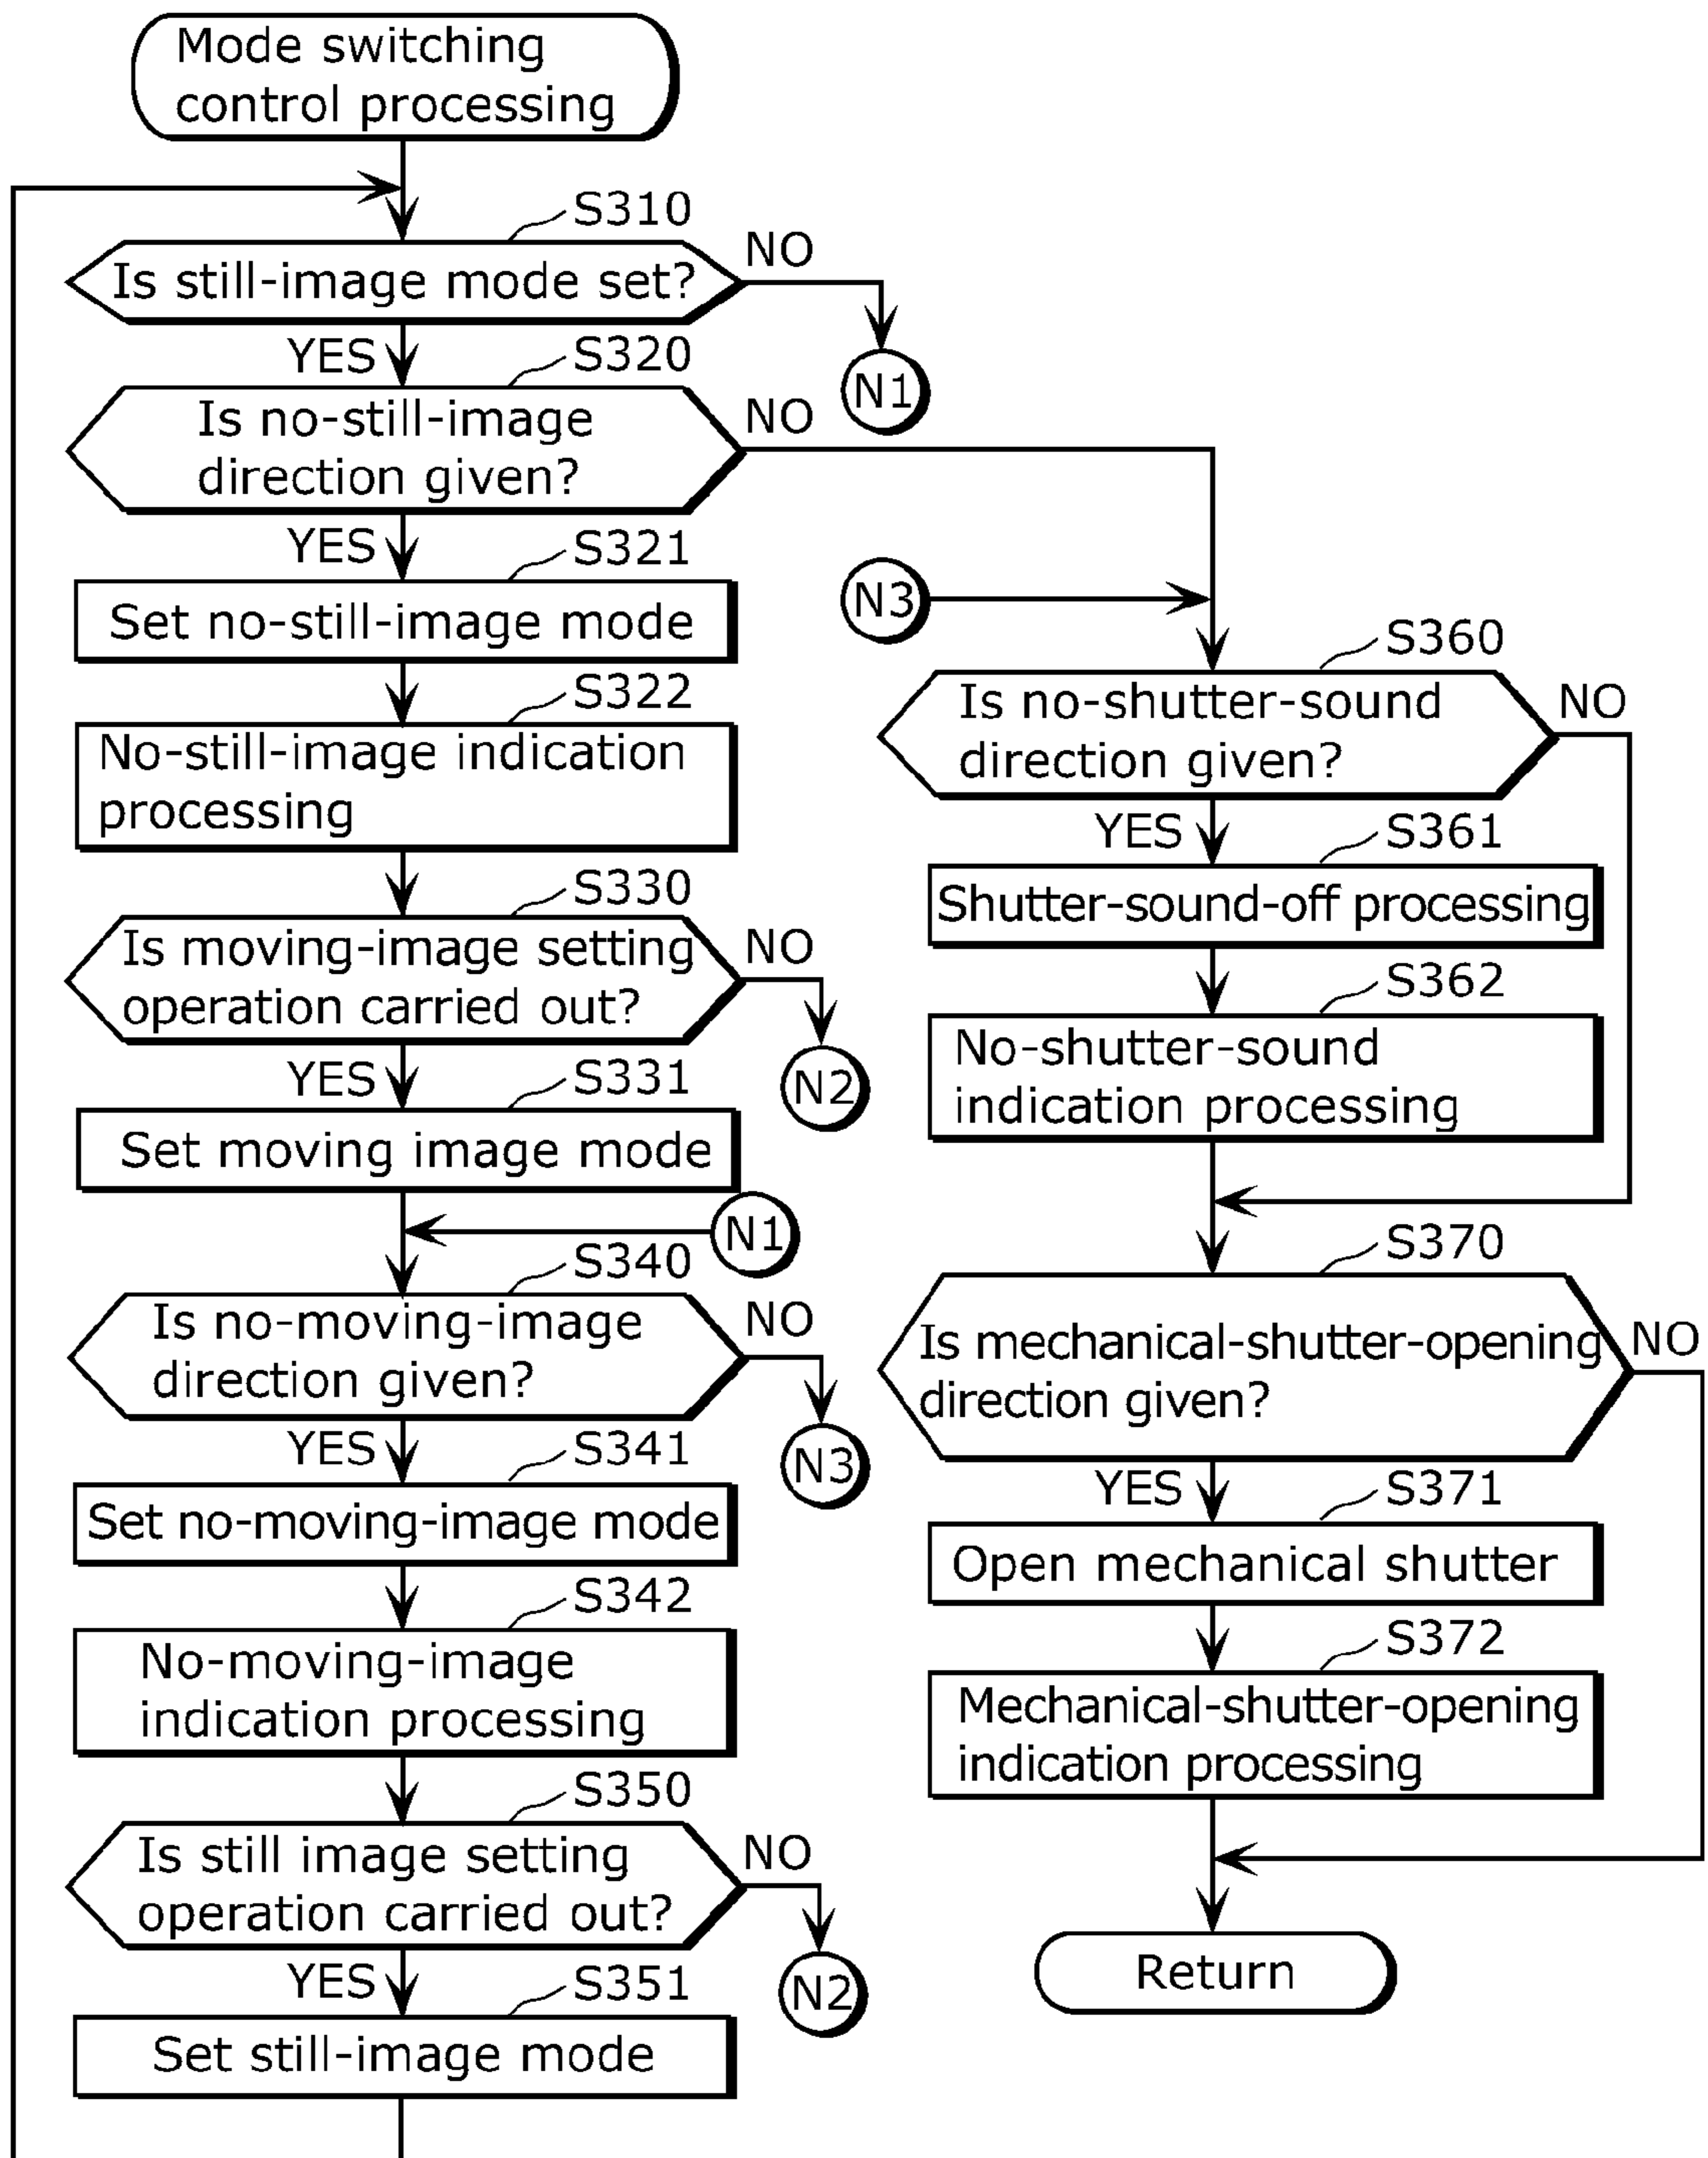 Mode switching
control processing
S310
Is still-image mode set?
NO
N1
YES
S320
Is no-still-image
direction given?
NO
YES
S321
Set no-still-image mode
S322
No-still-image indication
processing
S330
Is moving-image setting
operation carried out?
NO
N2
YES
S331
Set moving image mode
N1
S340
Is no-moving-image
direction given?
NO
N3
YES
S341
Set no-moving-image mode
S342
No-moving-image
indication processing
S350
Is still image setting
operation carried out?
NO
N2
YES
S351
Set still-image mode
N3
S360
Is no-shutter-sound
direction given?
NO
YES
S361
Shutter-sound-off processing
S362
No-shutter-sound
indication processing
S370
Is mechanical-shutter-opening
direction given?
NO
YES
S371
Open mechanical shutter
S372
Mechanical-shutter-opening
indication processing
Return